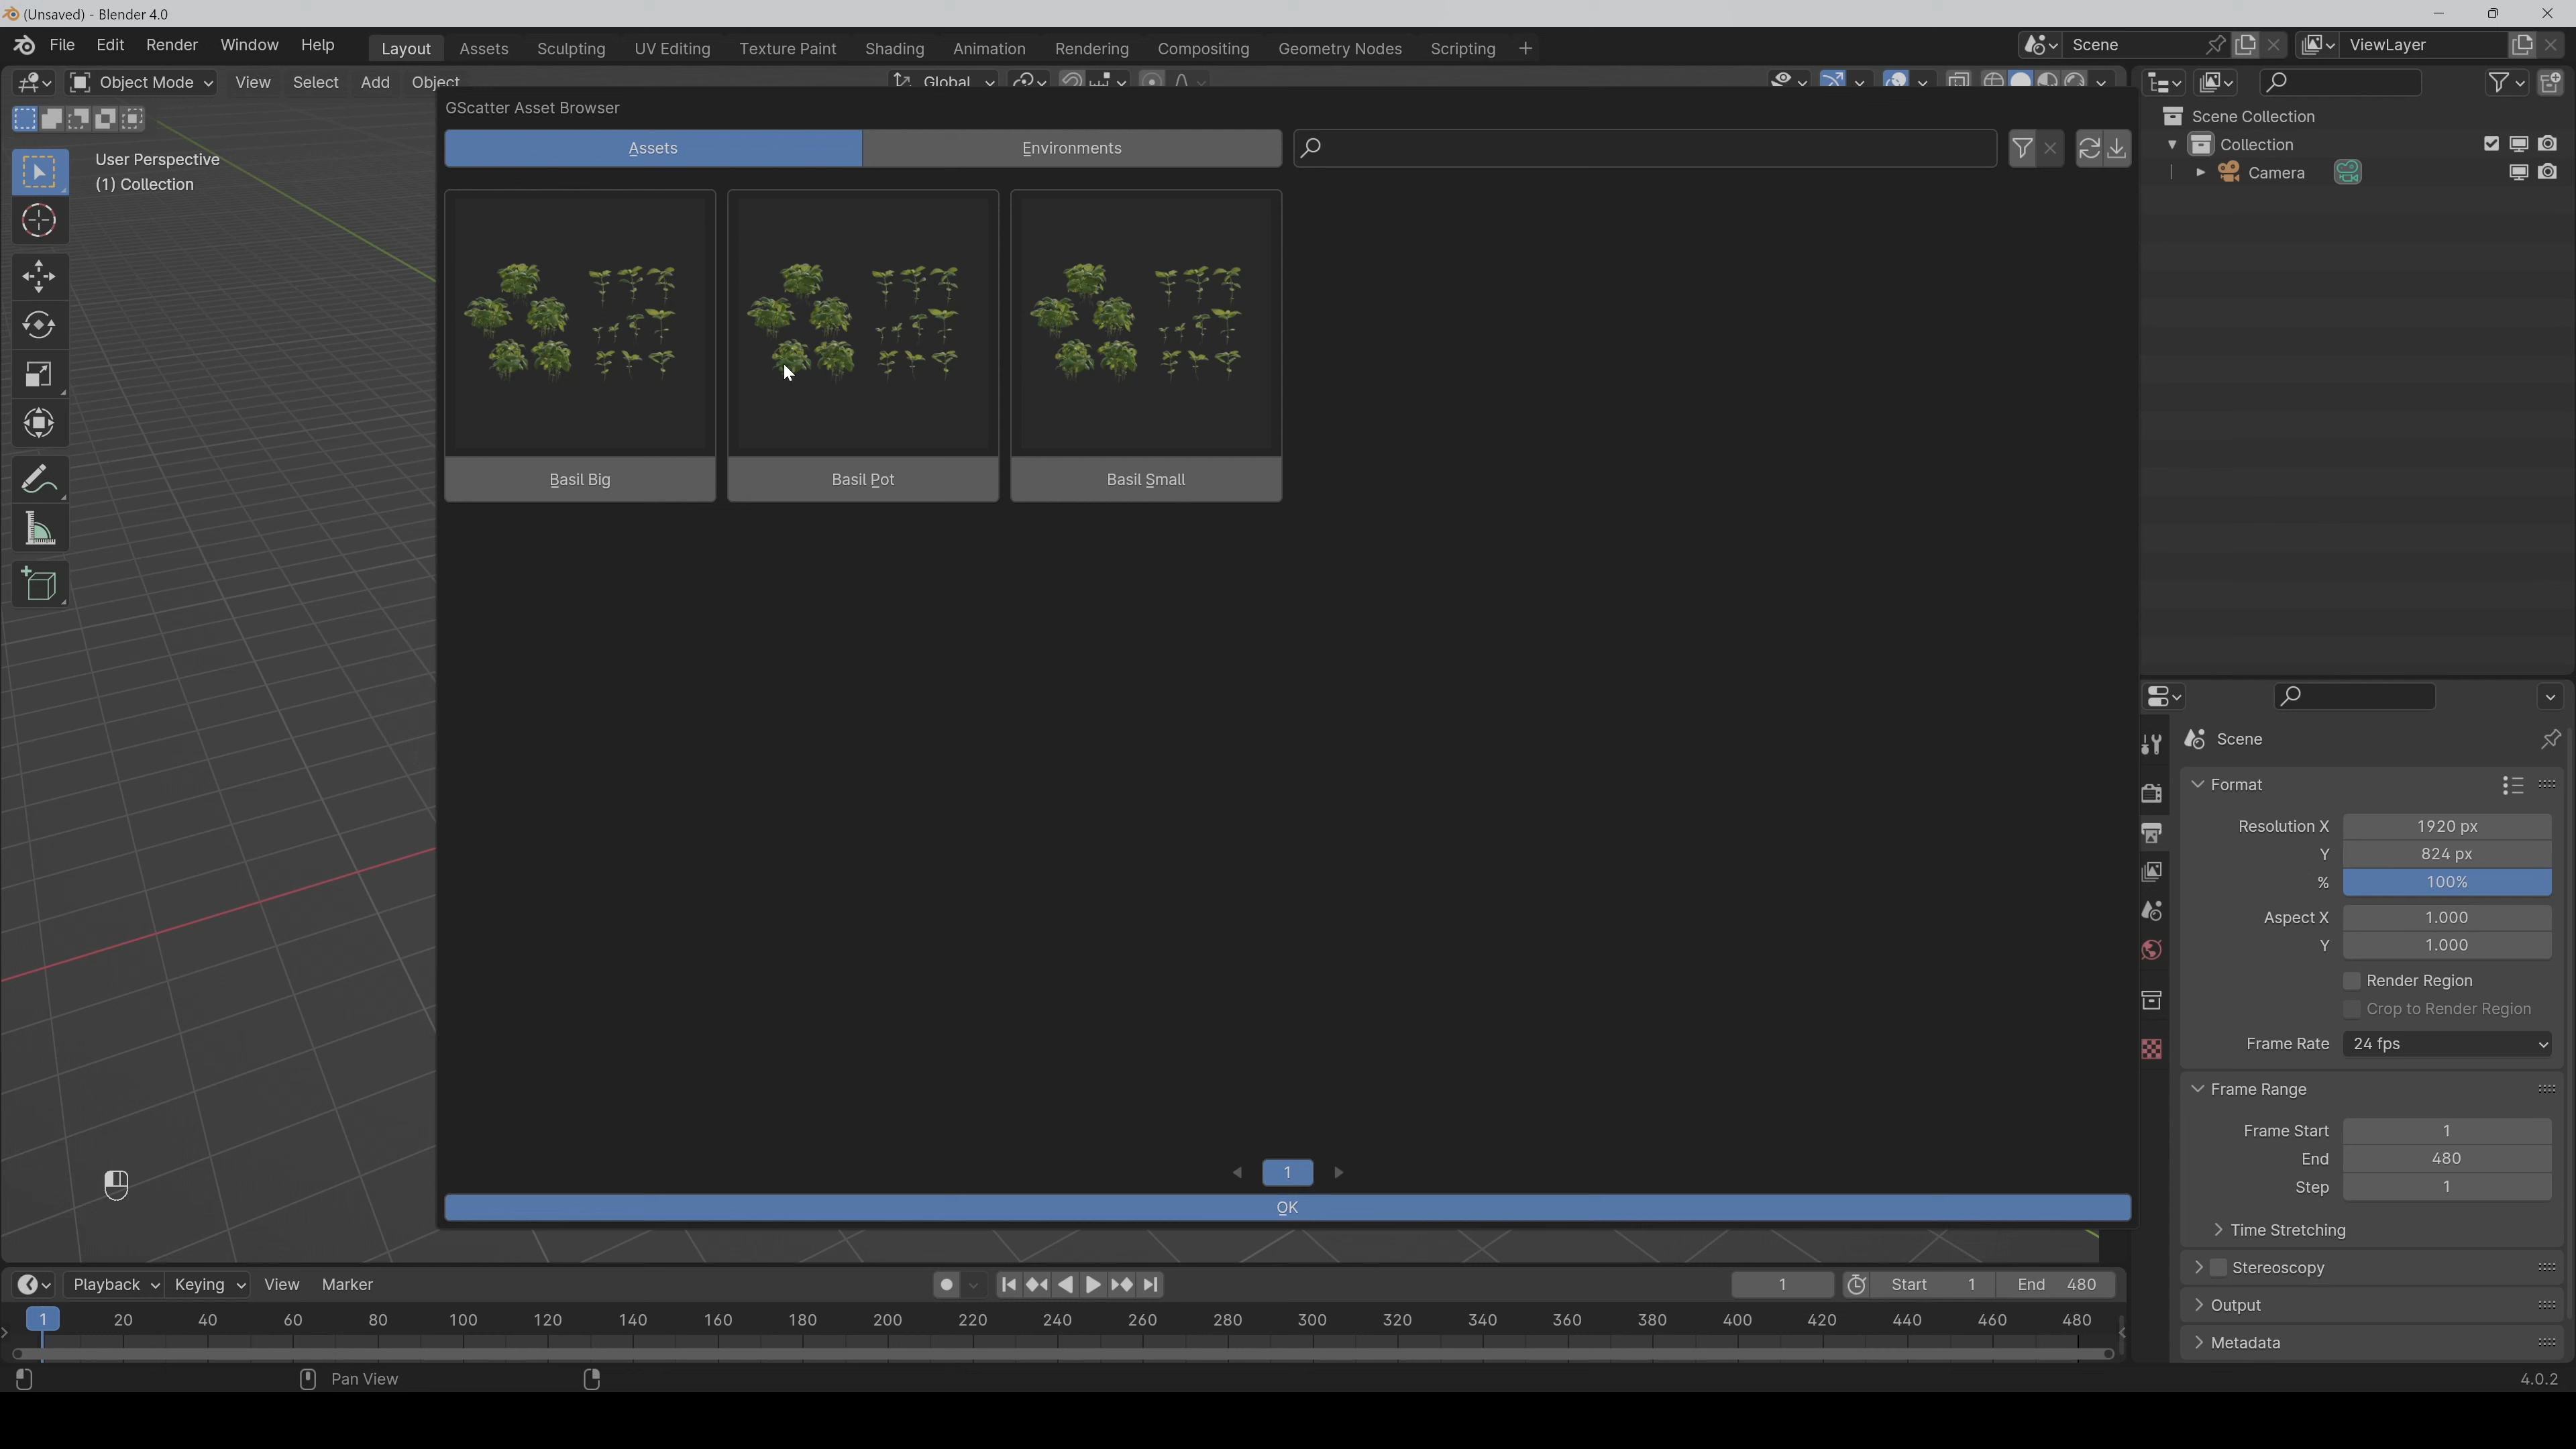 (Unsaved) - Blender 4.0
File Edit Render Window Help Layout Assets Sculpting UV Editing Texture Paint Shading Animation Rendering Compositing Geometry Nodes Scripting + Scene ViewLayer
Object Mode View Select Add Object Global
GScatter Asset Browser
Assets Environments
User Perspective
(1) Collection
Basil Big Basil Pot Basil Small
1
OK
Scene Collection
Collection
Camera
Scene
Format
Resolution X 1920 px
Y 824 px
% 100%
Aspect X 1.000
Y 1.000
Render Region
Crop to Render Region
Frame Rate 24 fps
Frame Range
Frame Start 1
End 480
Step 1
Time Stretching
Stereoscopy
Output
Metadata
Playback Keying View Marker 1 Start 1 End 480
1 20 40 60 80 100 120 140 160 180 200 220 240 260 280 300 320 340 360 380 400 420 440 460 480
Pan View 4.0.2